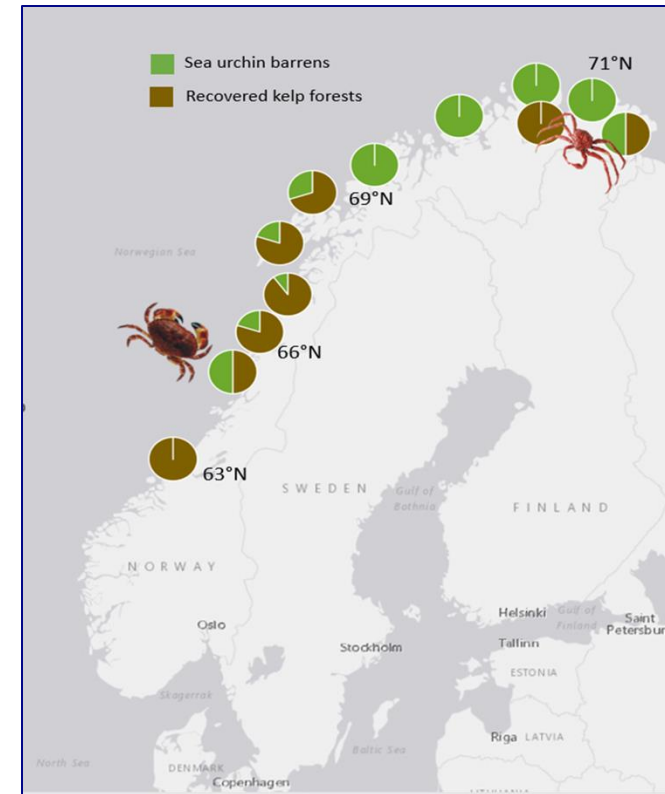 Sea urchin barrens
Recovered kelp forests
71°N
69°N
Norwegian Sea
66°N
63°N
SWEDEN
Gulf of
Bothnia
FINLAND
NORWAY
Oslo
Helsinki
Gulf of
Finland
Saint
Petersbur
Stockholm
Tallinn
ESTONIA
Skagerrak
Riga
LATVIA
North Sea
Baltic Sea
DENMARK
Copenhagen